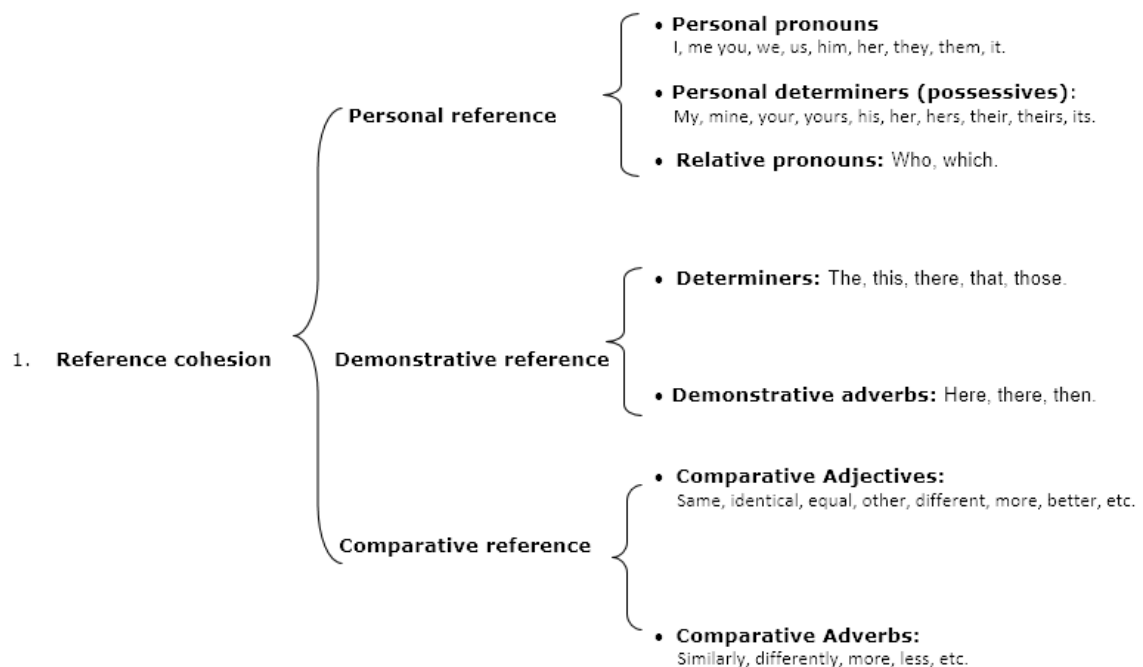 • Personal pronouns
I, me you, we, us, him, her, they, them, it.
• Personal determiners (possessives):
My, mine, your, yours, his, her, hers, their, theirs, its.
Personal reference
• Relative pronouns: Who, which.
• Determiners: The, this, there, that, those.
1. Reference cohesion
Demonstrative reference
• Demonstrative adverbs: Here, there, then.
• Comparative Adjectives:
Same, identical, equal, other, different, more, better, etc.
Comparative reference
• Comparative Adverbs:
Similarly, differently, more, less, etc.